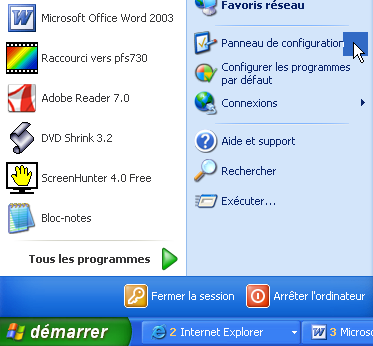 Microsoft Office Word 2003
Raccourci vers pfs730
Adobe Reader 7.0
DVD Shrink 3.2
ScreenHunter 4.0 Free
Bloc-notes
Tous les programmes
Favoris réseau
Panneau de configuration
Configurer les programmes
par défaut
Connexions
Aide et support
Rechercher
Exécuter...
Fermer la session
Arrêter l'ordinateur
démarrer
2 Internet Explorer
3 Microso